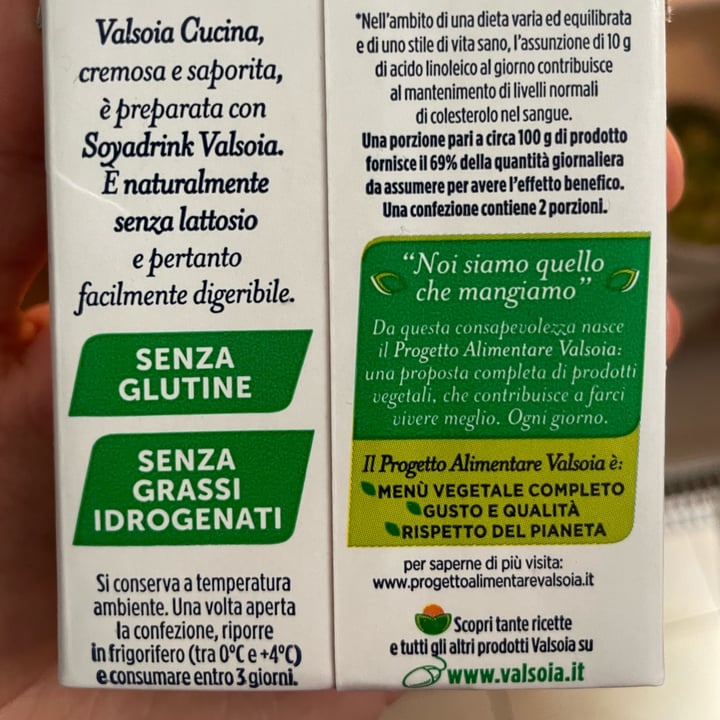 Valsoia Cucina,
cremosa e saporita,
è preparata con
Soyadrink Valsoia.
È naturalmente
senza lattosio
e pertanto
facilmente digeribile.
SENZA
GLUTINE
SENZA
GRASSI
IDROGENATI
Si conserva a temperatura
ambiente. Una volta aperta
la confezione, riporre
in frigorifero (tra 0°C e +4°C)
e consumare entro 3 giorni.
*Nell'ambito di una dieta varia ed equilibrata
e di uno stile di vita sano, l'assunzione di 10 g
di acido linoleico al giorno contribuisce
al mantenimento di livelli normali
di colesterolo nel sangue.
Una porzione pari a circa 100 g di prodotto
fornisce il 69% della quantità giornaliera
da assumere per avere l'effetto benefico.
Una confezione contiene 2 porzioni.
"Noi siamo quello
che mangiamo"
Da questa consapevolezza nasce
il Progetto Alimentare Valsoia:
una proposta completa di prodotti
vegetali, che contribuisce a farci
vivere meglio. Ogni giorno.
Il Progetto Alimentare Valsoia è:
MENÙ VEGETALE COMPLETO
GUSTO E QUALITÀ
RISPETTO DEL PIANETA
per saperne di più visita:
www.progettoalimentarevalsoia.it
Scopri tante ricette
e tutti gli altri prodotti Valsoia su
www.valsoia.it